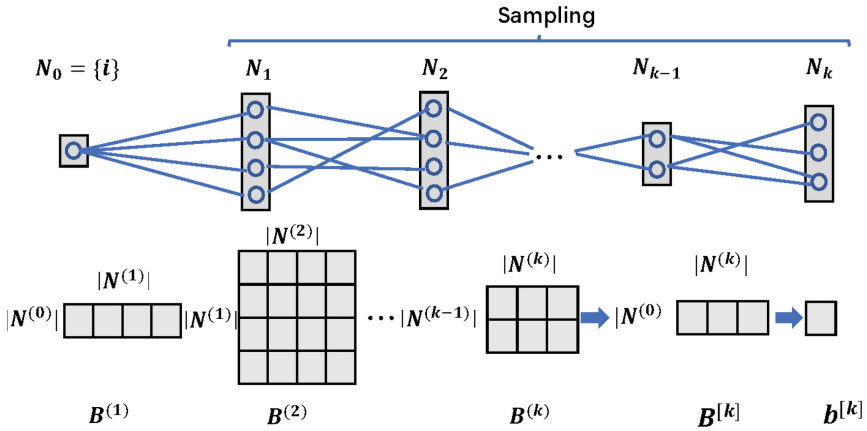 Sampling
N₀ = {i} N₁ N₂ Nₖ₋₁ Nₖ
...
|N⁽²⁾|
|N⁽¹⁾| |N⁽ᵏ⁾| |N⁽ᵏ⁾|
|N⁽⁰⁾| |N⁽¹⁾| ... |N⁽ᵏ⁻¹⁾| |N⁽⁰⁾
B⁽¹⁾ B⁽²⁾ B⁽ᵏ⁾ B^[k] b^[k]